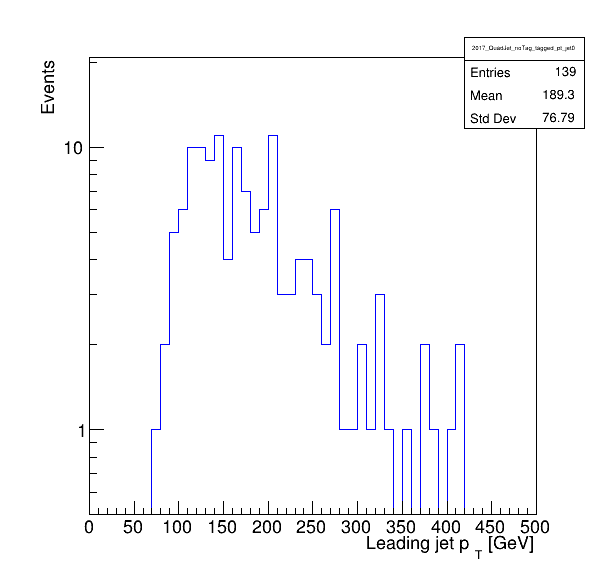 2017_QuadJet_noTag_tagged_pt_jet0
Entries 139
Mean 189.3
Std Dev 76.79
Events
10
1
0 50 100 150 200 250 300 350 400 450 500
Leading jet p T [GeV]